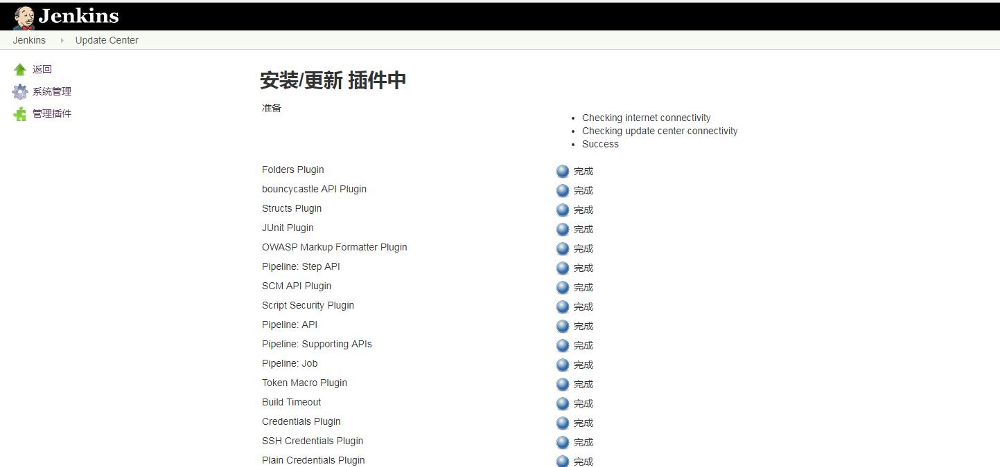 Jenkins
Jenkins Update Center
返回
系统管理
管理插件
安装/更新 插件中
准备
Checking internet connectivity
Checking update center connectivity
Success
Folders Plugin 完成
bouncycastle API Plugin 完成
Structs Plugin 完成
JUnit Plugin 完成
OWASP Markup Formatter Plugin 完成
Pipeline: Step API 完成
SCM API Plugin 完成
Script Security Plugin 完成
Pipeline: API 完成
Pipeline: Supporting APIs 完成
Pipeline: Job 完成
Token Macro Plugin 完成
Build Timeout 完成
Credentials Plugin 完成
SSH Credentials Plugin 完成
Plain Credentials Plugin 完成